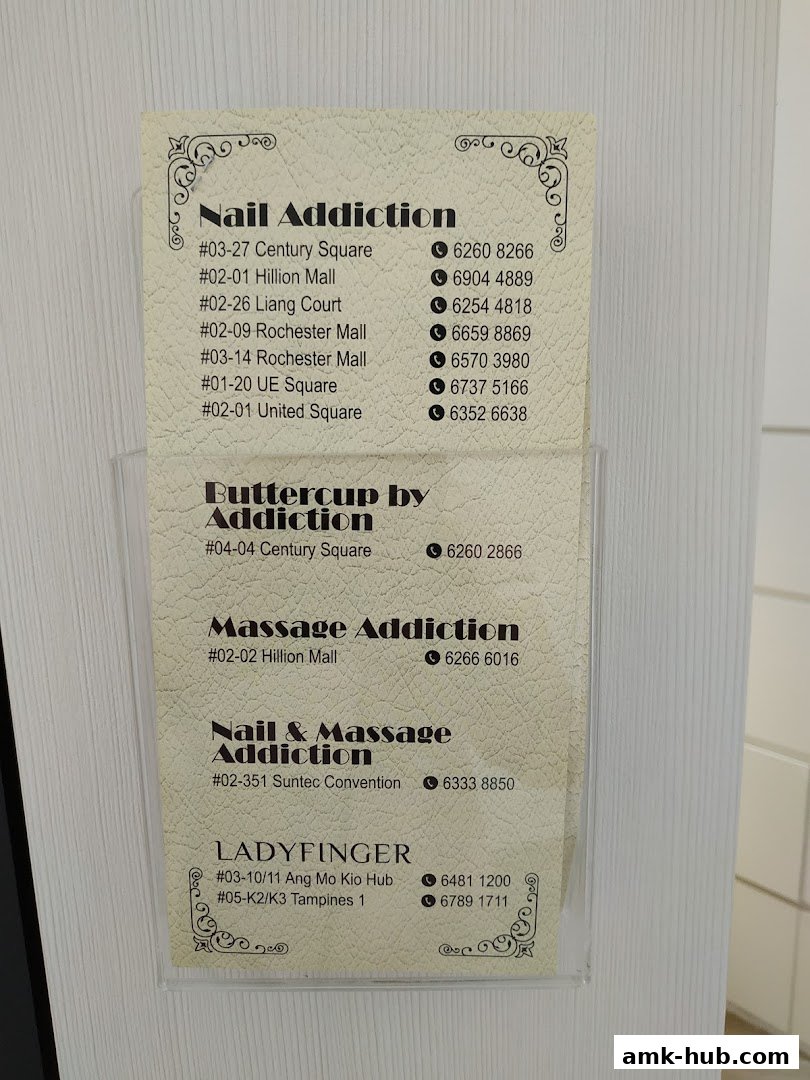 Nail Addiction
#03-27 Century Square 6260 8266
#02-01 Hillion Mall 6904 4889
#02-26 Liang Court 6254 4818
#02-09 Rochester Mall 6659 8869
#03-14 Rochester Mall 6570 3980
#01-20 UE Square 6737 5166
#02-01 United Square 6352 6638
Buttercup by
Addiction
#04-04 Century Square 6260 2866
Massage Addiction
#02-02 Hillion Mall 6266 6016
Nail & Massage
Addiction
#02-351 Suntec Convention 6333 8850
LADYFINGER
#03-10/11 Ang Mo Kio Hub 6481 1200
#05-K2/K3 Tampines 1 6789 1711
amk-hub.com